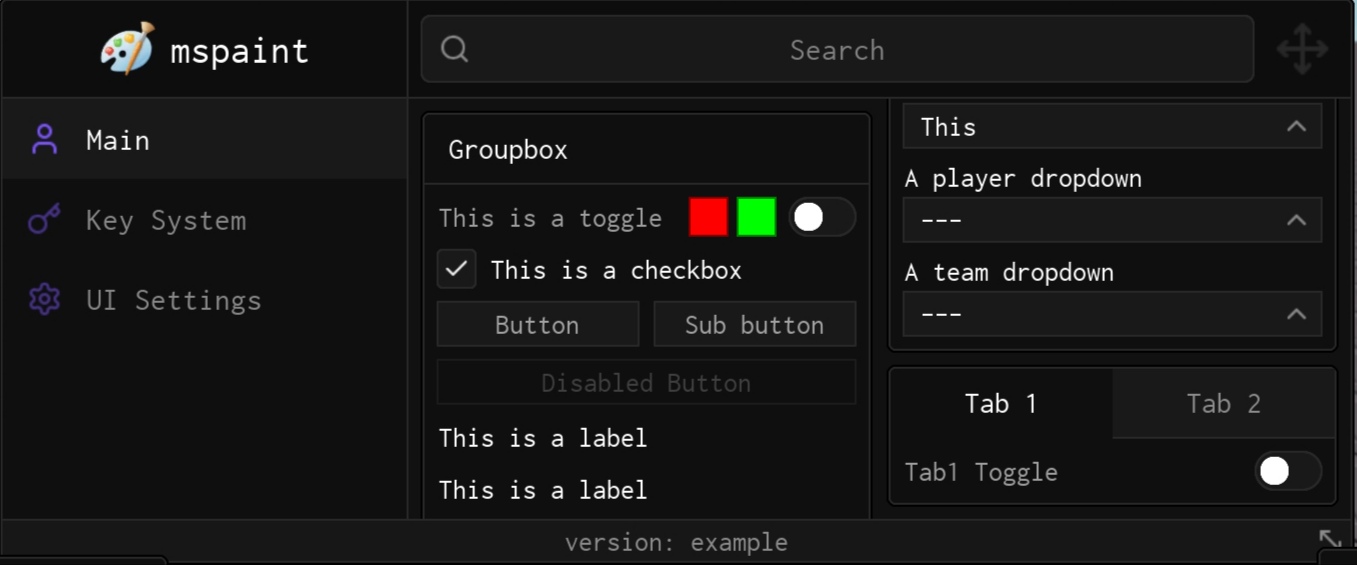 mspaint
Search
Main
Key System
UI Settings
Groupbox
This is a toggle
This is a checkbox
Button
Sub button
Disabled Button
This is a label
This is a label
This
A player dropdown
---
A team dropdown
---
Tab 1
Tab 2
Tab1 Toggle
version: example